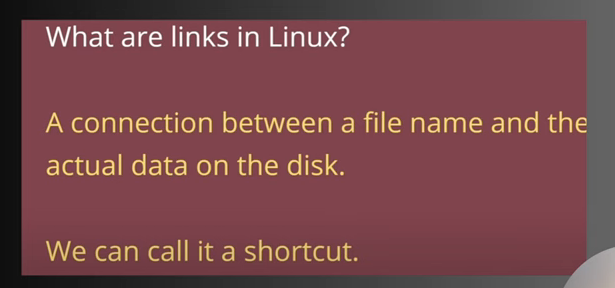 What are links in Linux?
A connection between a file name and the
actual data on the disk.
We can call it a shortcut.